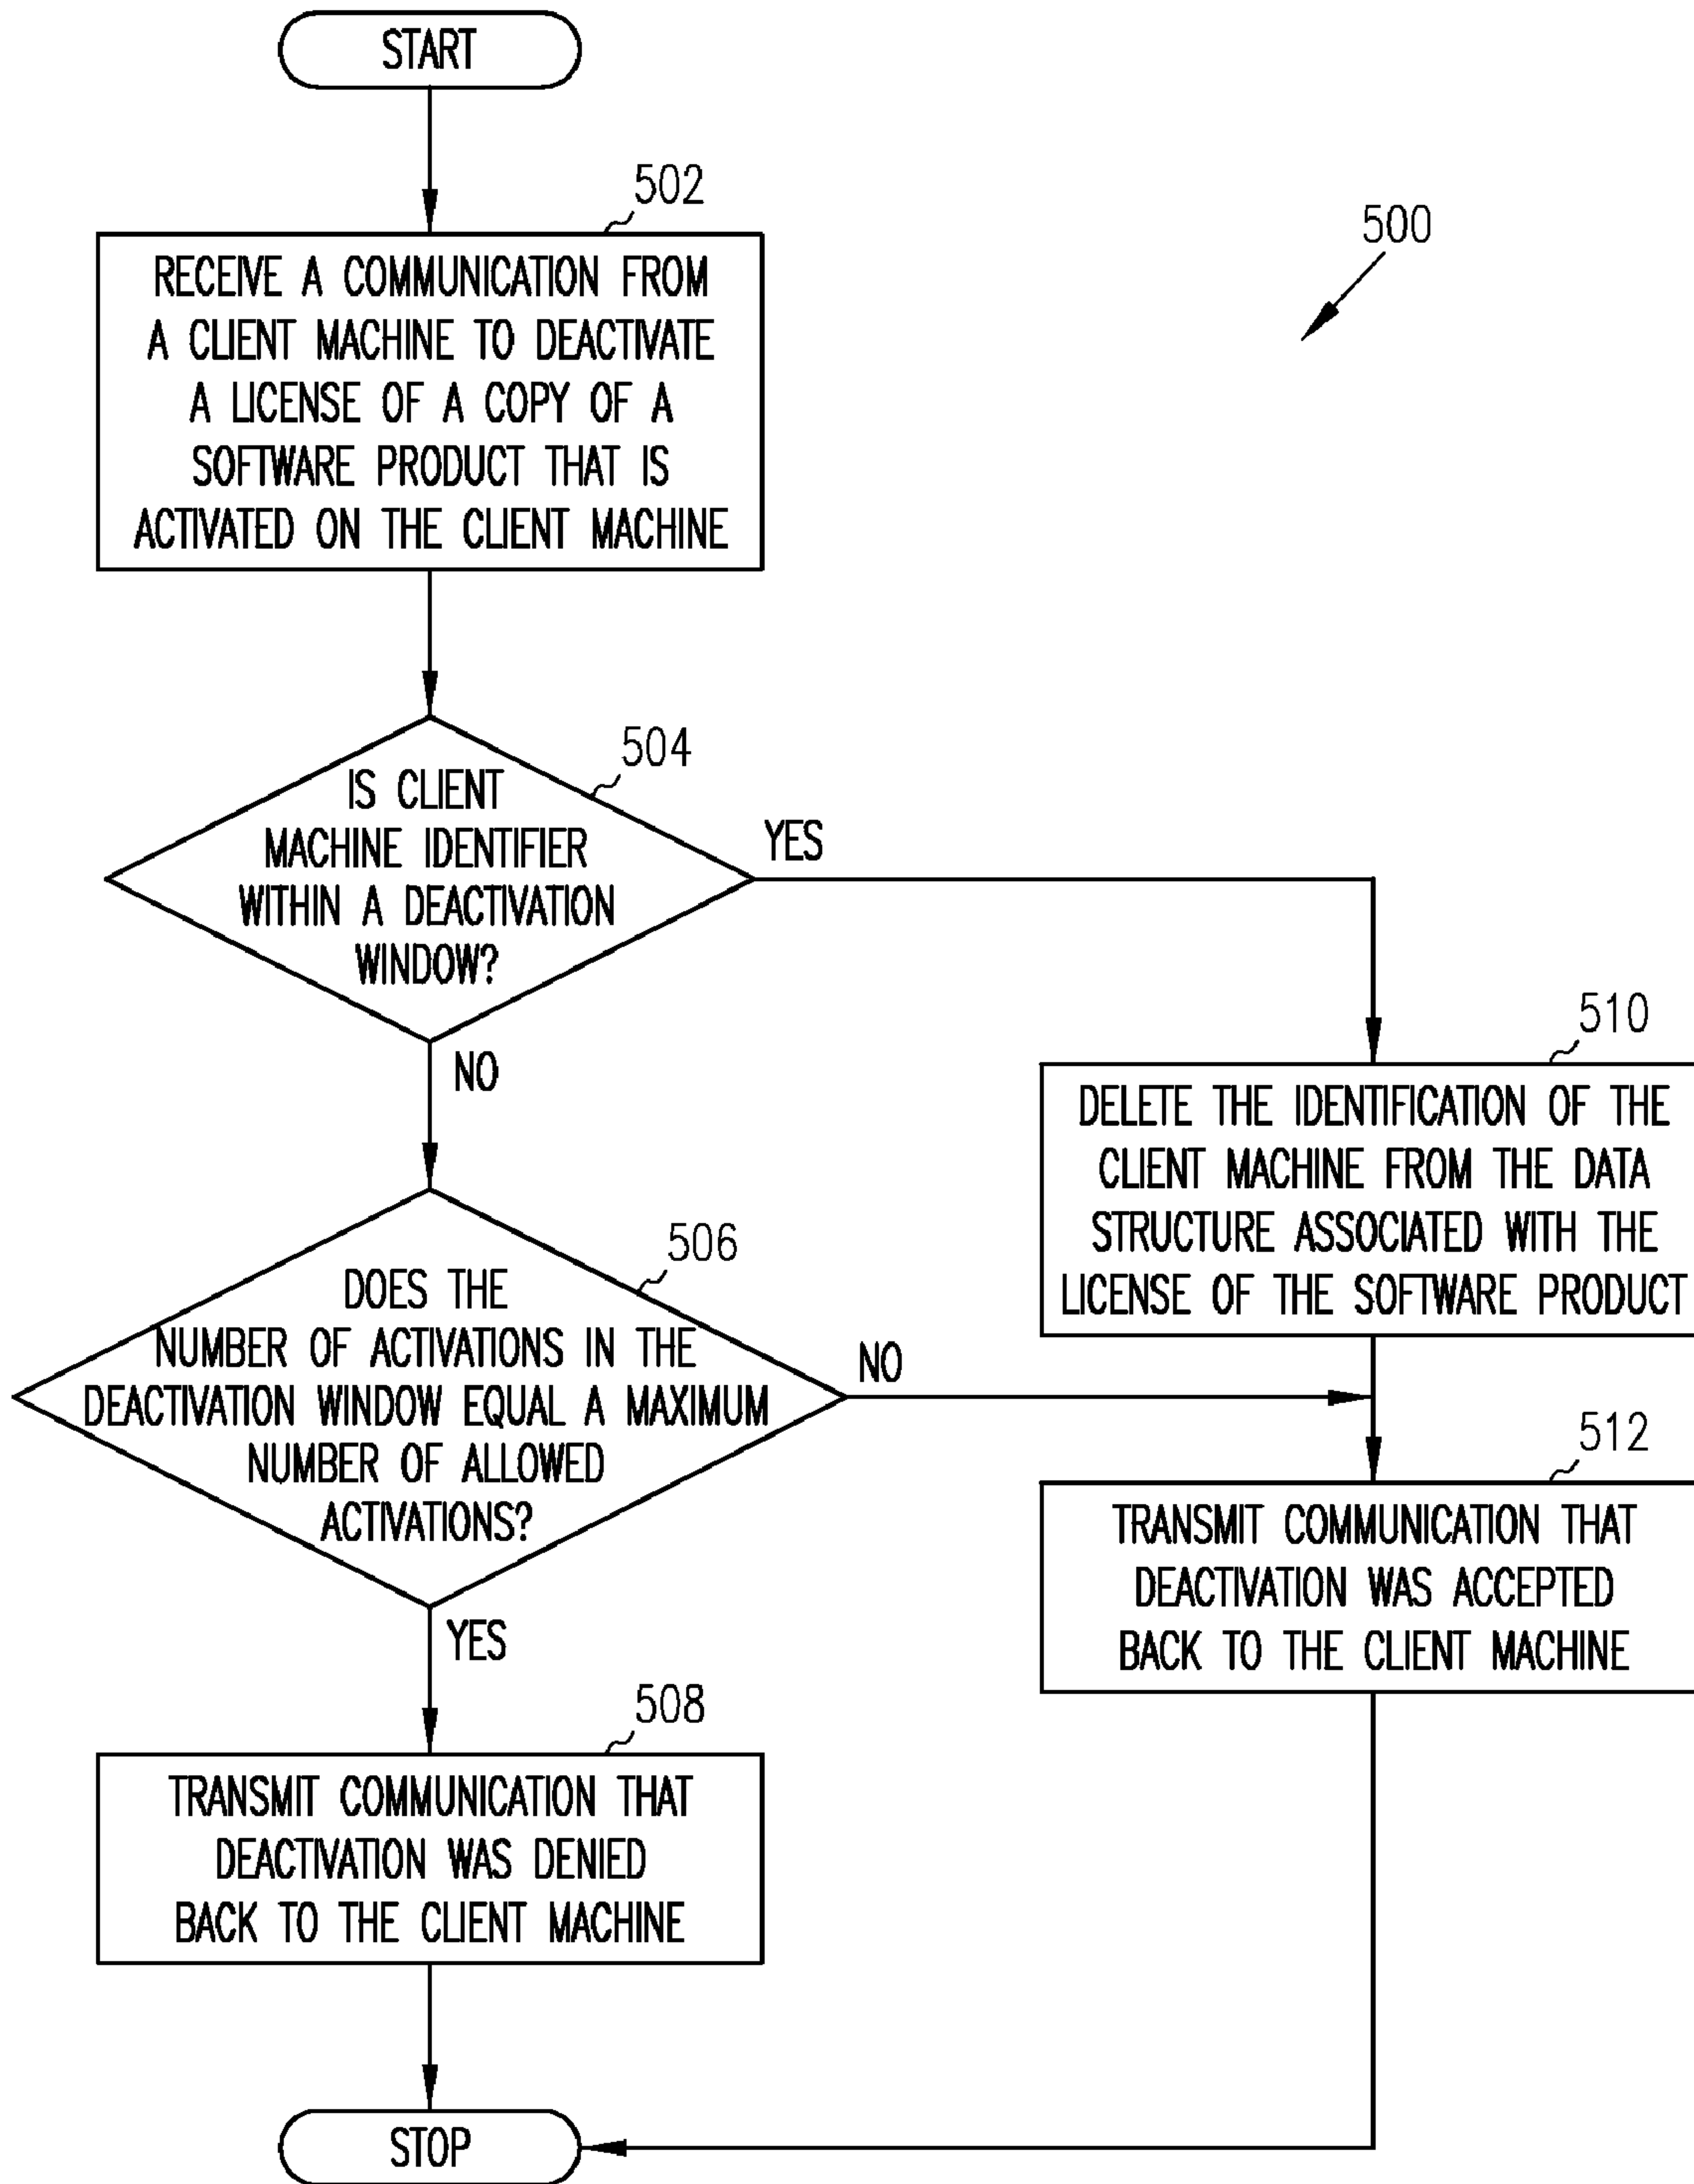 START
502
RECEIVE A COMMUNICATION FROM
A CLIENT MACHINE TO DEACTIVATE
A LICENSE OF A COPY OF A
SOFTWARE PRODUCT THAT IS
ACTIVATED ON THE CLIENT MACHINE
500
504
IS CLIENT
MACHINE IDENTIFIER
WITHIN A DEACTIVATION
WINDOW?
YES
NO
510
DELETE THE IDENTIFICATION OF THE
CLIENT MACHINE FROM THE DATA
STRUCTURE ASSOCIATED WITH THE
LICENSE OF THE SOFTWARE PRODUCT
506
DOES THE
NUMBER OF ACTIVATIONS IN THE
DEACTIVATION WINDOW EQUAL A MAXIMUM
NUMBER OF ALLOWED
ACTIVATIONS?
NO
YES
512
TRANSMIT COMMUNICATION THAT
DEACTIVATION WAS ACCEPTED
BACK TO THE CLIENT MACHINE
508
TRANSMIT COMMUNICATION THAT
DEACTIVATION WAS DENIED
BACK TO THE CLIENT MACHINE
STOP